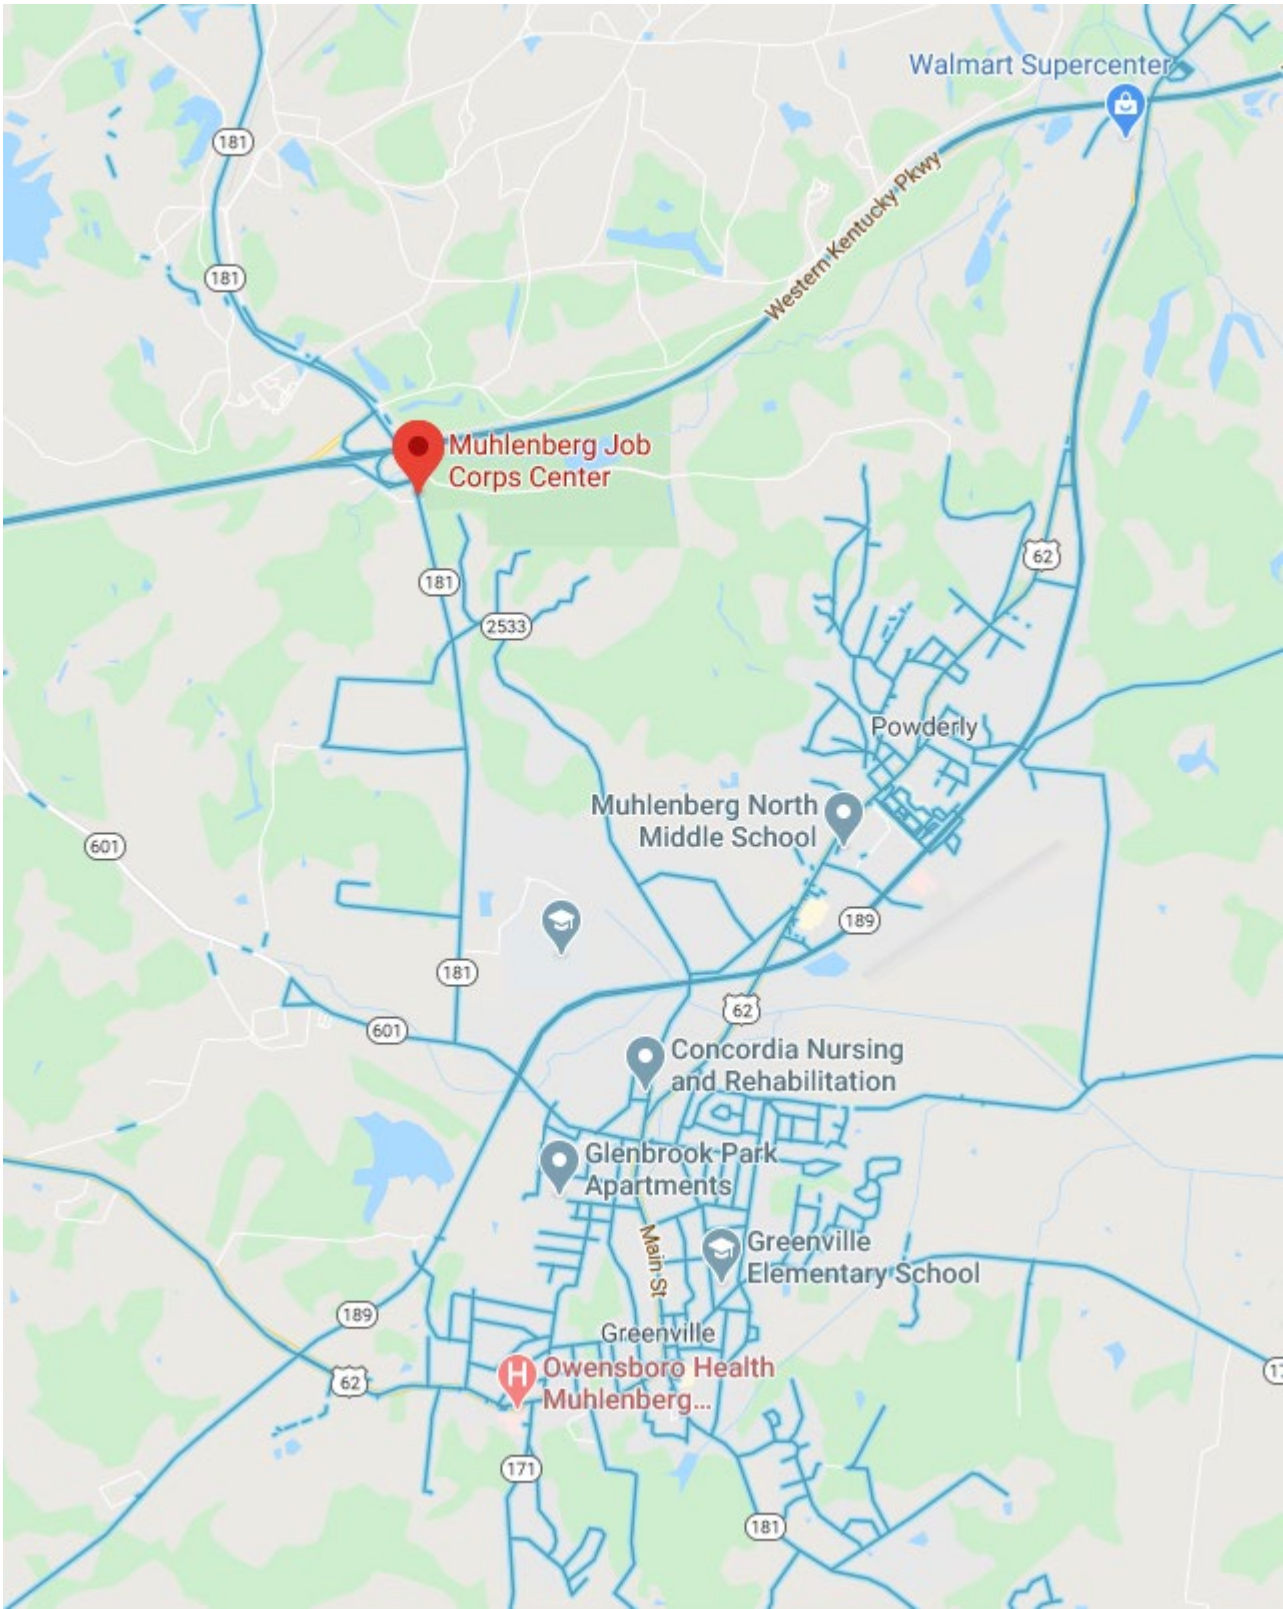 Walmart Supercenter
181
Western Kentucky Pkwy
181
Muhlenberg Job
Corps Center
62
181
2533
Powderly
Muhlenberg North
Middle School
601
189
181
62
601
Concordia Nursing
and Rehabilitation
Glenbrook Park
Apartments
Main St
Greenville
Elementary School
189
Greenville
Owensboro Health
Muhlenberg...
62
171
181